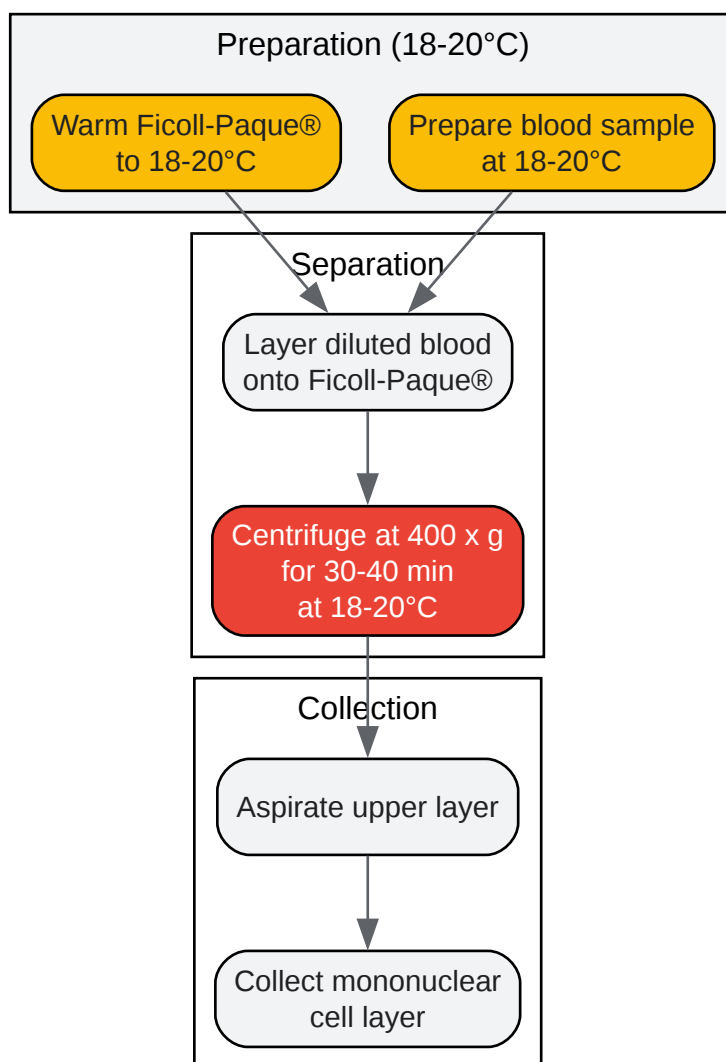 Preparation (18-20°C)
Warm Ficoll-Paque®
to 18-20°C
Prepare blood sample
at 18-20°C
Separation
Layer diluted blood
onto Ficoll-Paque®
Centrifuge at 400 x g
for 30-40 min
at 18-20°C
Collection
Aspirate upper layer
Collect mononuclear
cell layer